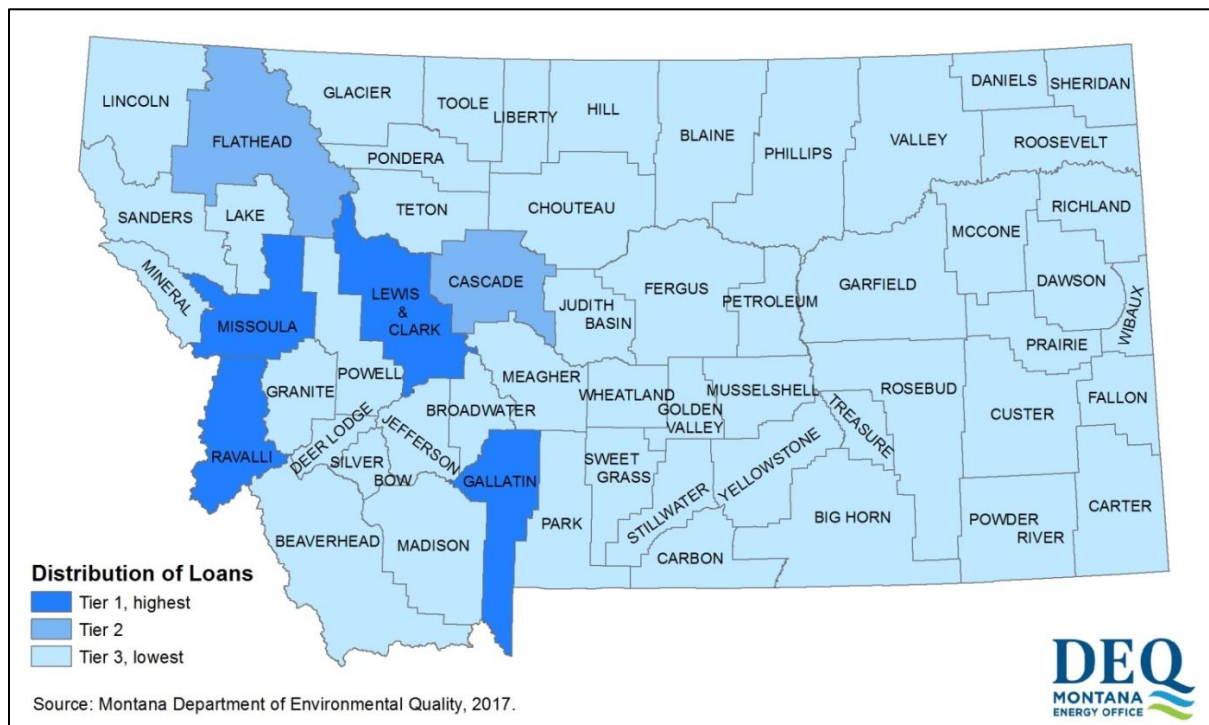 LINCOLN
FLATHEAD
GLACIER
TOOLE
LIBERTY
HILL
BLAINE
PHILLIPS
VALLEY
DANIELS
SHERIDAN
ROOSEVELT
PONDERA
TETON
CHOUTEAU
SANDERS
LAKE
MINERAL
MISSOULA
LEWIS
&
CLARK
CASCADE
JUDITH
BASIN
FERGUS
PETROLEUM
GARFIELD
MCCONE
RICHLAND
DAWSON
WIBAUX
PRAIRIE
RAVALLI
GRANITE
POWELL
DEER LODGE
SILVER
BOW
JEFFERSON
BROADWATER
MEAGHER
WHEATLAND
GOLDEN
VALLEY
MUSSELSHELL
TREASURE
ROSEBUD
CUSTER
FALLON
GALLATIN
PARK
SWEET
GRASS
STILLWATER
YELLOWSTONE
BIG HORN
POWDER
RIVER
CARTER
BEAVERHEAD
MADISON
CARBON
Distribution of Loans
Tier 1, highest
Tier 2
Tier 3, lowest
Source: Montana Department of Environmental Quality, 2017.
DEQ
MONTANA
ENERGY OFFICE